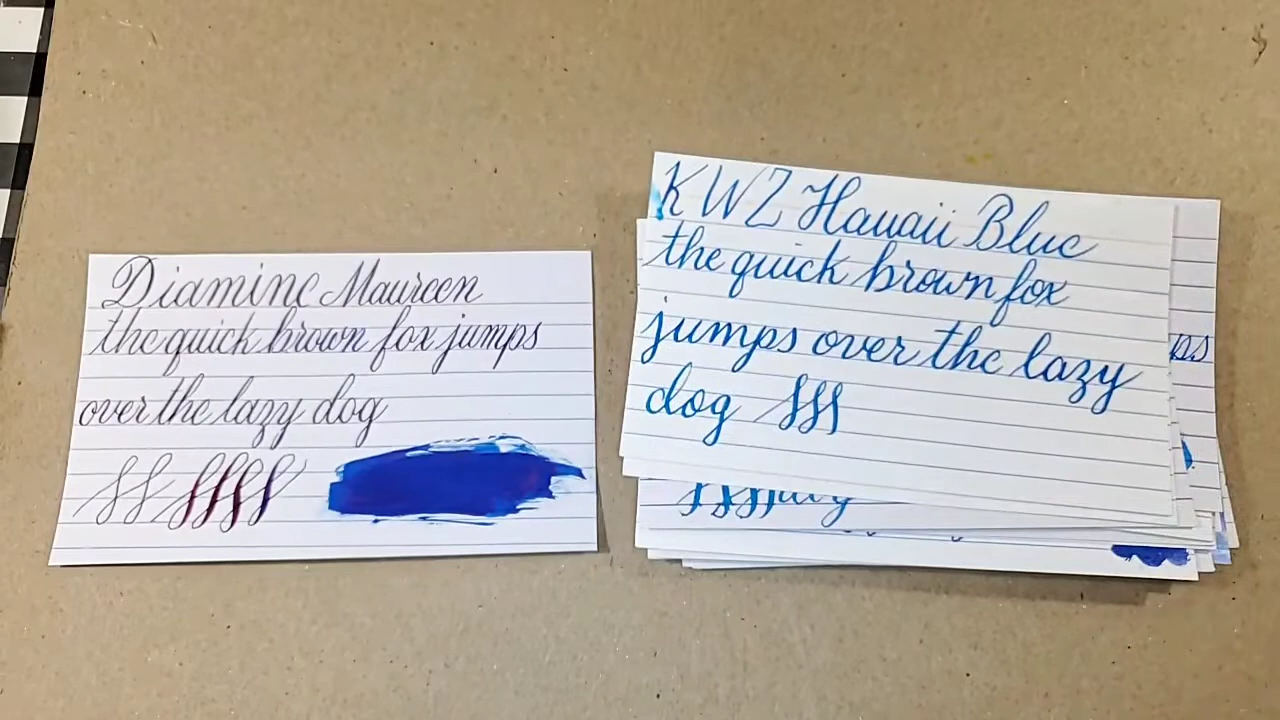 Diamine Maureen
the quick brown fox jumps
over the lazy dog
KWZ Hawaii Blue
the quick brown fox
jumps over the lazy
dog
ps